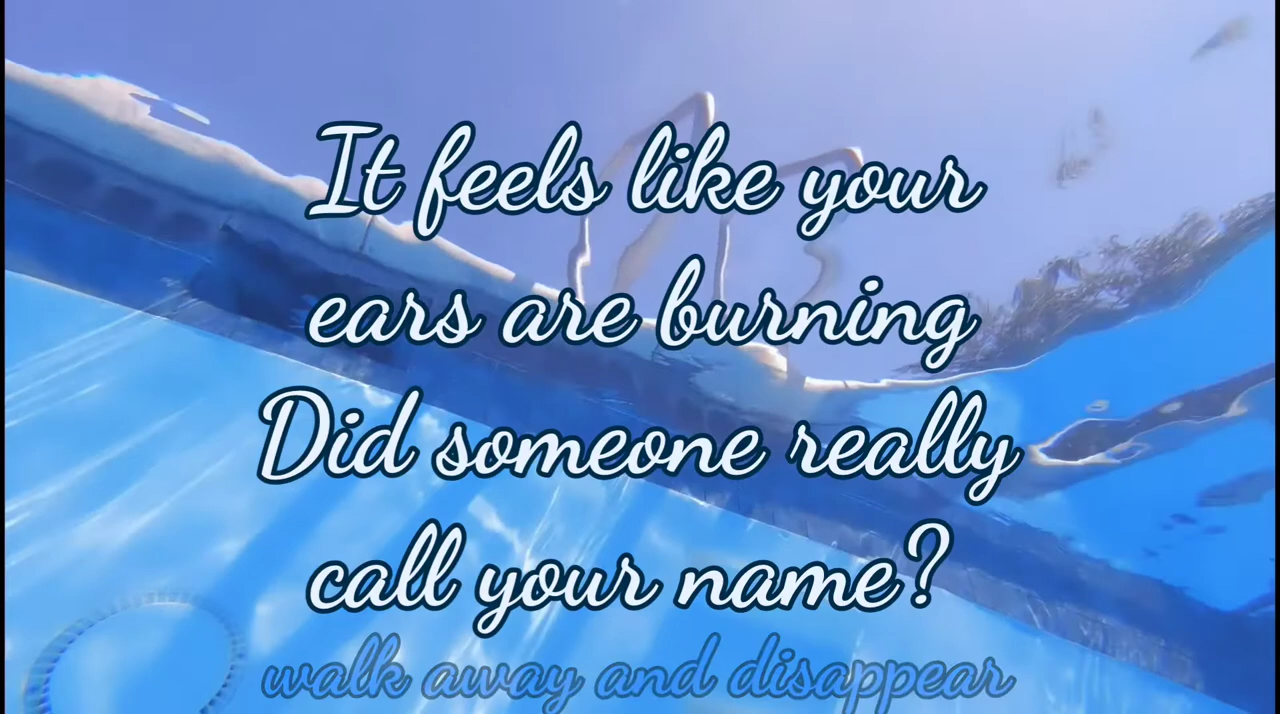 It feels like your
ears are burning
Did someone really
call your name?
walk away and disappear